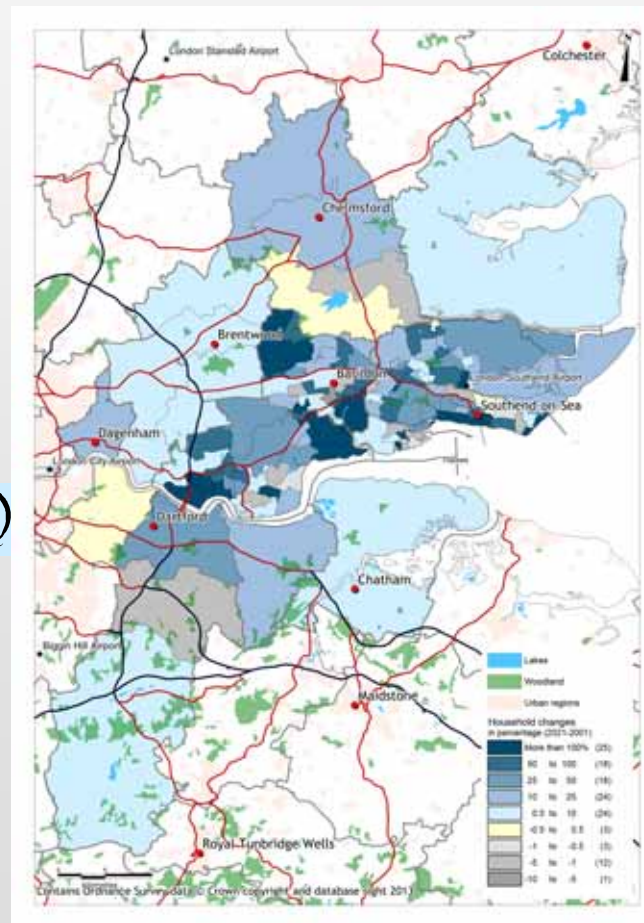 London Stansted Airport
Colchester
Chelmsford
Brentwood
Basildon
London Southend Airport
Southend on Sea
Dagenham
London City Airport
Dartford
)
Chatham
Biggin Hill Airport
Maidstone
Royal Tunbridge Wells
Lakes
Woodland
Urban regions
Household changes
in percentage (2021-2001)
More than 100% (25)
50 to 100 (18)
25 to 50 (18)
10 to 25 (24)
0.5 to 10 (24)
-0.5 to 0.5 (3)
-1 to -0.5 (3)
-5 to -1 (12)
-10 to -5 (1)
Contains Ordnance Survey data © Crown copyright and database right 2013